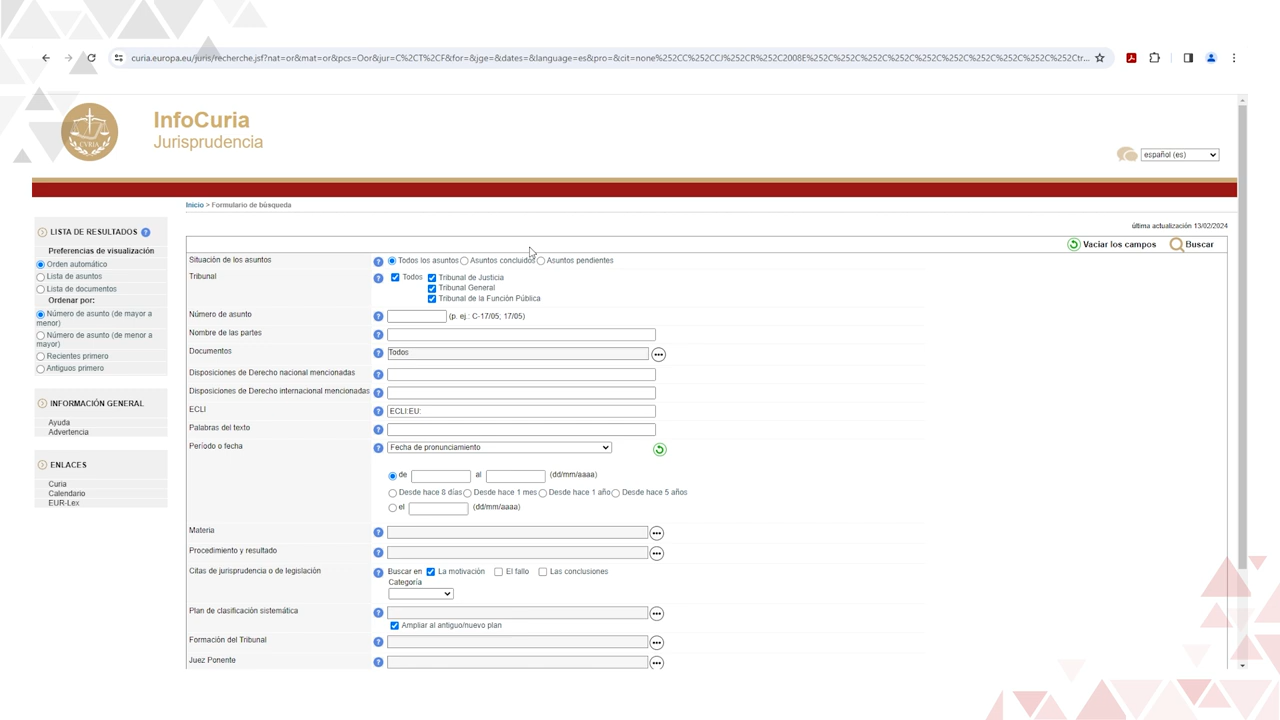 curia.europa.eu/juris/recherche.jsf?nat=or&mat=or&pcs=Oor&jur=C%2CT%2CF&for=&jge=&dates=&language=es&pro=&cit=none%252CC%252CCJ%252CR%252C2008E%252C%252C%252C%252C%252C%252C%252C%252C%252C%252Ctr...
InfoCuria
Jurisprudencia
CVRIA
español (es)
Inicio > Formulario de búsqueda
última actualización 13/02/2024
Vaciar los campos Buscar
LISTA DE RESULTADOS ?
Preferencias de visualización
Orden automático
Lista de asuntos
Lista de documentos
Ordenar por:
Número de asunto (de mayor a
menor)
Número de asunto (de menor a
mayor)
Recientes primero
Antiguos primero
INFORMACIÓN GENERAL
Ayuda
Advertencia
ENLACES
Curia
Calendario
EUR-Lex
Situación de los asuntos ? Todos los asuntos Asuntos concluidos Asuntos pendientes
Tribunal ? Todos Tribunal de Justicia
Tribunal General
Tribunal de la Función Pública
Número de asunto ? (p. ej.: C-17/05; 17/05)
Nombre de las partes ?
Documentos ? Todos ...
Disposiciones de Derecho nacional mencionadas ?
Disposiciones de Derecho internacional mencionadas ?
ECLI ? ECLI:EU:
Palabras del texto ?
Período o fecha ? Fecha de pronunciamiento
de al (dd/mm/aaaa)
Desde hace 8 días Desde hace 1 mes Desde hace 1 año Desde hace 5 años
el (dd/mm/aaaa)
Materia ? ...
Procedimiento y resultado ? ...
Citas de jurisprudencia o de legislación ? Buscar en La motivación El fallo Las conclusiones
Categoría
Plan de clasificación sistemática ? ...
Ampliar al antiguo/nuevo plan
Formación del Tribunal ? ...
Juez Ponente ? ...